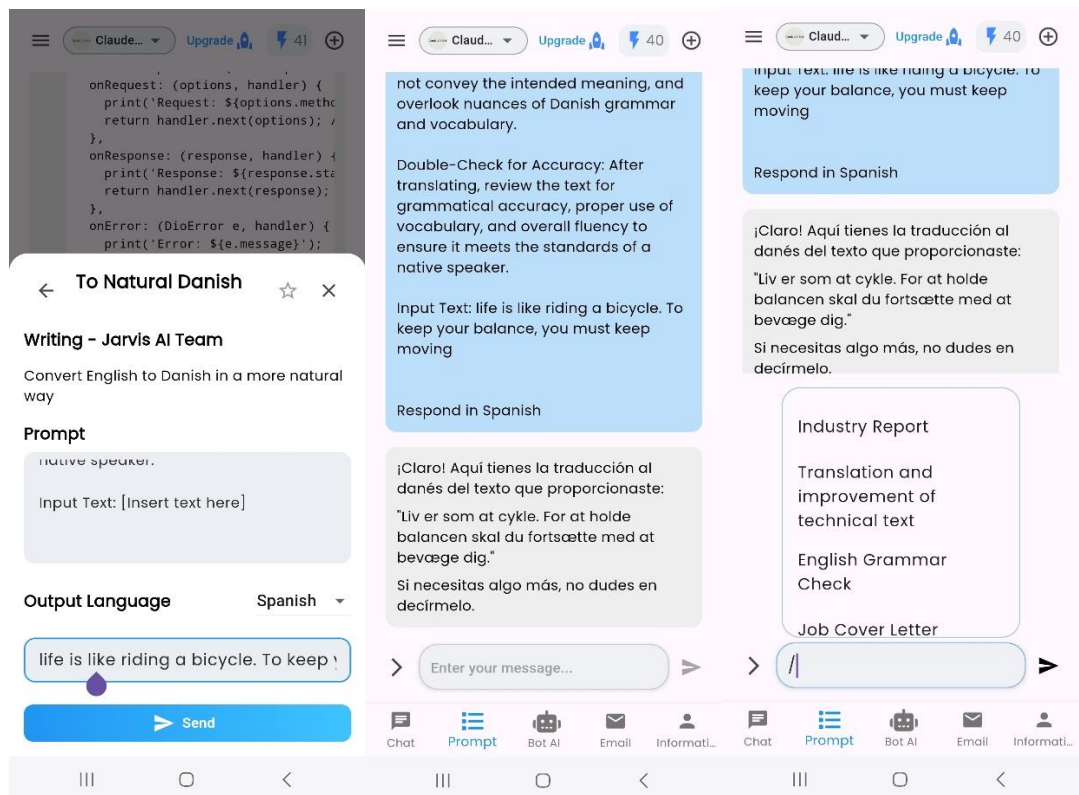 Claude...
Upgrade
41
onRequest: (options, handler) {
print('Request: ${options.metho
return handler.next(options); /
},
onResponse: (response, handler) {
print('Response: ${response.sta
return handler.next(response);
},
onError: (DioError e, handler) {
print('Error: ${e.message}');
To Natural Danish
Writing - Jarvis AI Team
Convert English to Danish in a more natural
way
Prompt
native speaker.
Input Text: [Insert text here]
Output Language
Spanish
life is like riding a bicycle. To keep y
Send
Claud...
Upgrade
40
not convey the intended meaning, and
overlook nuances of Danish grammar
and vocabulary.
Double-Check for Accuracy: After
translating, review the text for
grammatical accuracy, proper use of
vocabulary, and overall fluency to
ensure it meets the standards of a
native speaker.
Input Text: life is like riding a bicycle. To
keep your balance, you must keep
moving
Respond in Spanish
¡Claro! Aquí tienes la traducción al
danés del texto que proporcionaste:
"Liv er som at cykle. For at holde
balancen skal du fortsætte med at
bevæge dig."
Si necesitas algo más, no dudes en
decírmelo.
Enter your message...
Chat
Prompt
Bot AI
Email
Informati...
Claud...
Upgrade
40
Input Text: life is like riding a bicycle. To
keep your balance, you must keep
moving
Respond in Spanish
¡Claro! Aquí tienes la traducción al
danés del texto que proporcionaste:
"Liv er som at cykle. For at holde
balancen skal du fortsætte med at
bevæge dig."
Si necesitas algo más, no dudes en
decírmelo.
Industry Report
Translation and
improvement of
technical text
English Grammar
Check
Job Cover Letter
/
Chat
Prompt
Bot AI
Email
Informati...